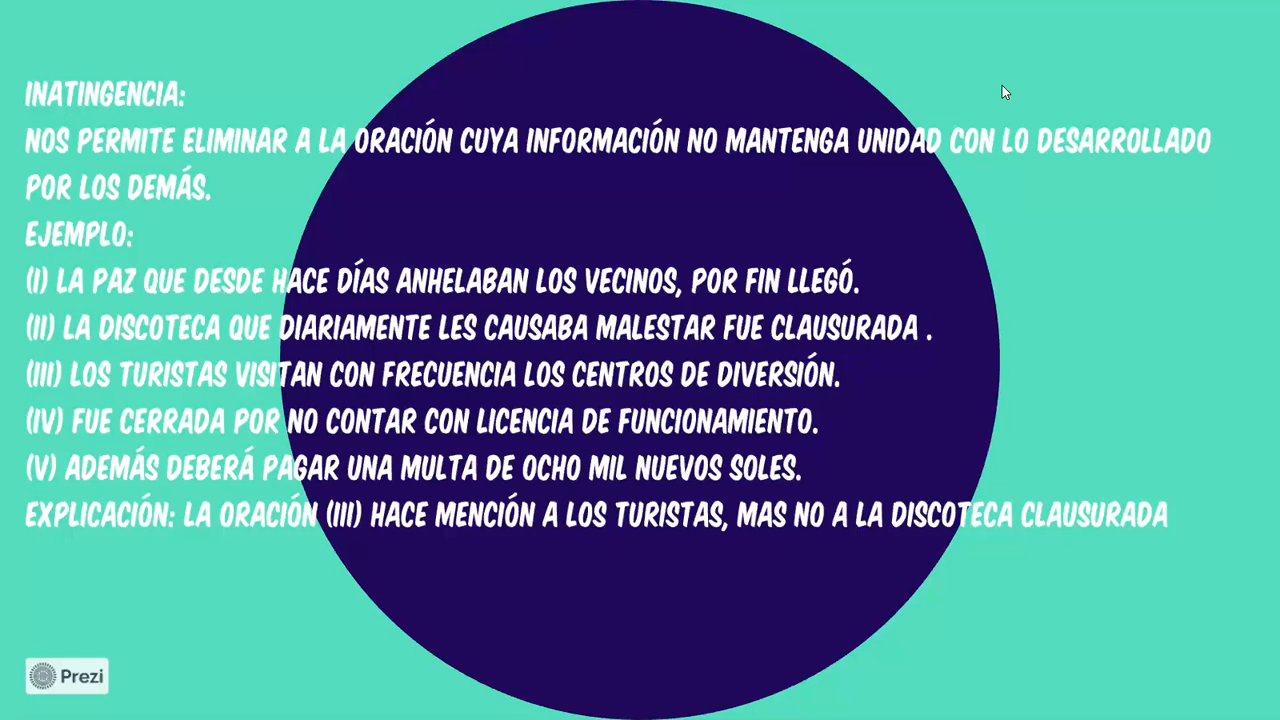 INATINGENCIA:
NOS PERMITE ELIMINAR A LA ORACIÓN CUYA INFORMACIÓN NO MANTENGA UNIDAD CON LO DESARROLLADO
POR LOS DEMÁS.
EJEMPLO:
(I) LA PAZ QUE DESDE HACE DÍAS ANHELABAN LOS VECINOS, POR FIN LLEGÓ.
(II) LA DISCOTECA QUE DIARIAMENTE LES CAUSABA MALESTAR FUE CLAUSURADA .
(III) LOS TURISTAS VISITAN CON FRECUENCIA LOS CENTROS DE DIVERSIÓN.
(IV) FUE CERRADA POR NO CONTAR CON LICENCIA DE FUNCIONAMIENTO.
(V) ADEMÁS DEBERÁ PAGAR UNA MULTA DE OCHO MIL NUEVOS SOLES.
EXPLICACIÓN: LA ORACIÓN (III) HACE MENCIÓN A LOS TURISTAS, MAS NO A LA DISCOTECA CLAUSURADA
Prezi